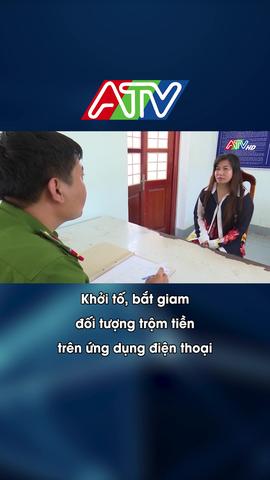 ATV
ATV HD
Khởi tố, bắt giam
đối tượng trộm tiền
trên ứng dụng điện thoại